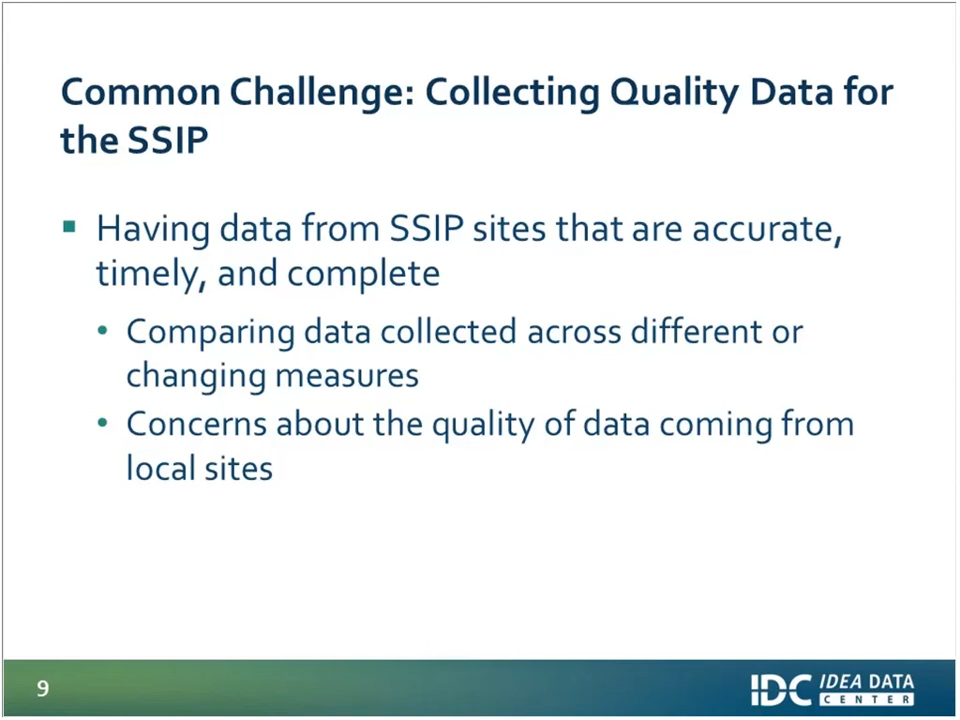 Common Challenge: Collecting Quality Data for
the SSIP
Having data from SSIP sites that are accurate,
timely, and complete
Comparing data collected across different or
changing measures
Concerns about the quality of data coming from
local sites
9
IDC IDEA DATA
CENTER